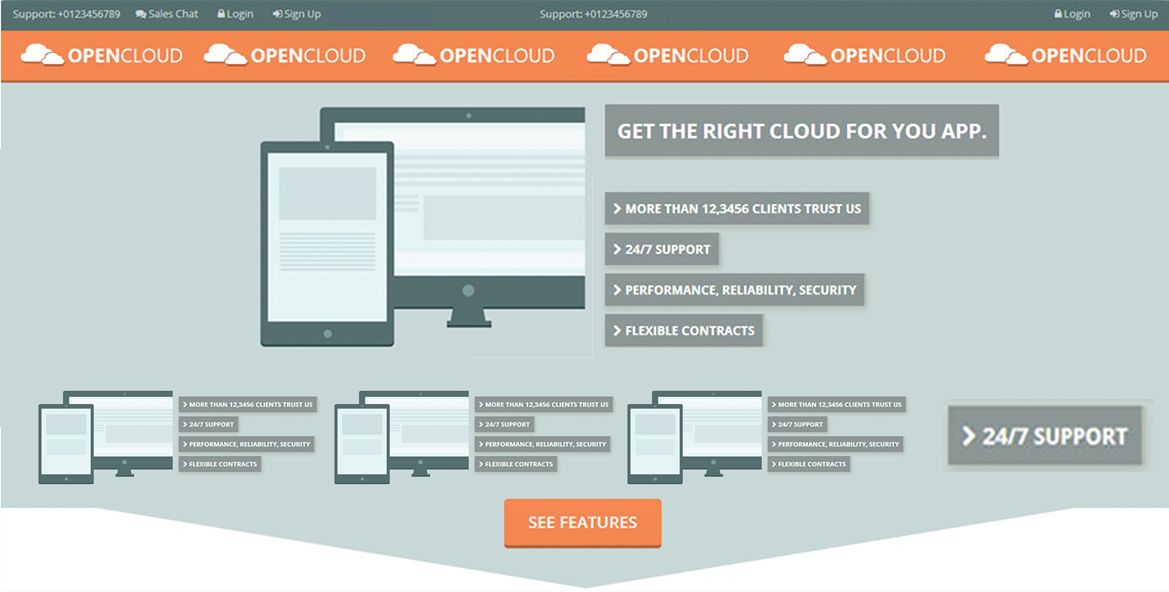 Support: +0123456789 Sales Chat Login Sign Up Support: +0123456789 Login Sign Up
OPENCLOUD OPENCLOUD OPENCLOUD OPENCLOUD OPENCLOUD OPENCLOUD
GET THE RIGHT CLOUD FOR YOU APP.
MORE THAN 12,3456 CLIENTS TRUST US
24/7 SUPPORT
PERFORMANCE, RELIABILITY, SECURITY
FLEXIBLE CONTRACTS
MORE THAN 12,3456 CLIENTS TRUST US
24/7 SUPPORT
PERFORMANCE, RELIABILITY, SECURITY
FLEXIBLE CONTRACTS
MORE THAN 12,3456 CLIENTS TRUST US
24/7 SUPPORT
PERFORMANCE, RELIABILITY, SECURITY
FLEXIBLE CONTRACTS
MORE THAN 12,3456 CLIENTS TRUST US
24/7 SUPPORT
PERFORMANCE, RELIABILITY, SECURITY
FLEXIBLE CONTRACTS
24/7 SUPPORT
SEE FEATURES